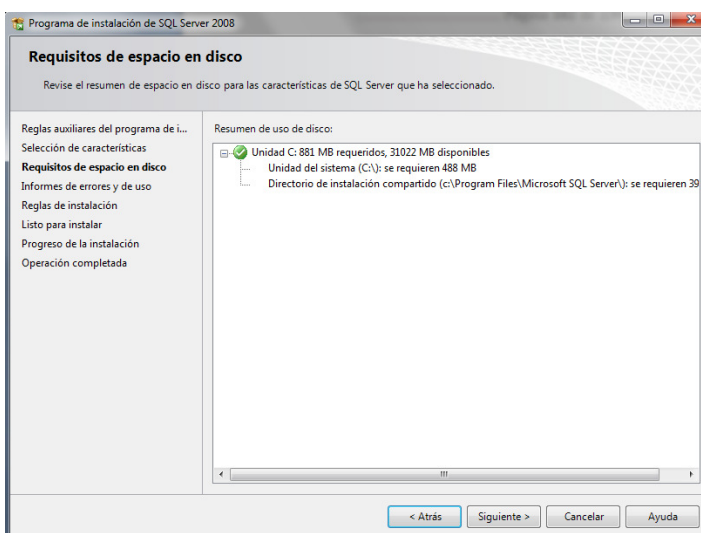 Programa de instalación de SQL Server 2008
Requisitos de espacio en disco
Revise el resumen de espacio en disco para las características de SQL Server que ha seleccionado.
Reglas auxiliares del programa de i...
Selección de características
Requisitos de espacio en disco
Informes de errores y de uso
Reglas de instalación
Listo para instalar
Progreso de la instalación
Operación completada
Resumen de uso de disco:
Unidad C: 881 MB requeridos, 31022 MB disponibles
Unidad del sistema (C:\): se requieren 488 MB
Directorio de instalación compartido (c:\Program Files\Microsoft SQL Server\): se requieren 39
< Atrás
Siguiente >
Cancelar
Ayuda